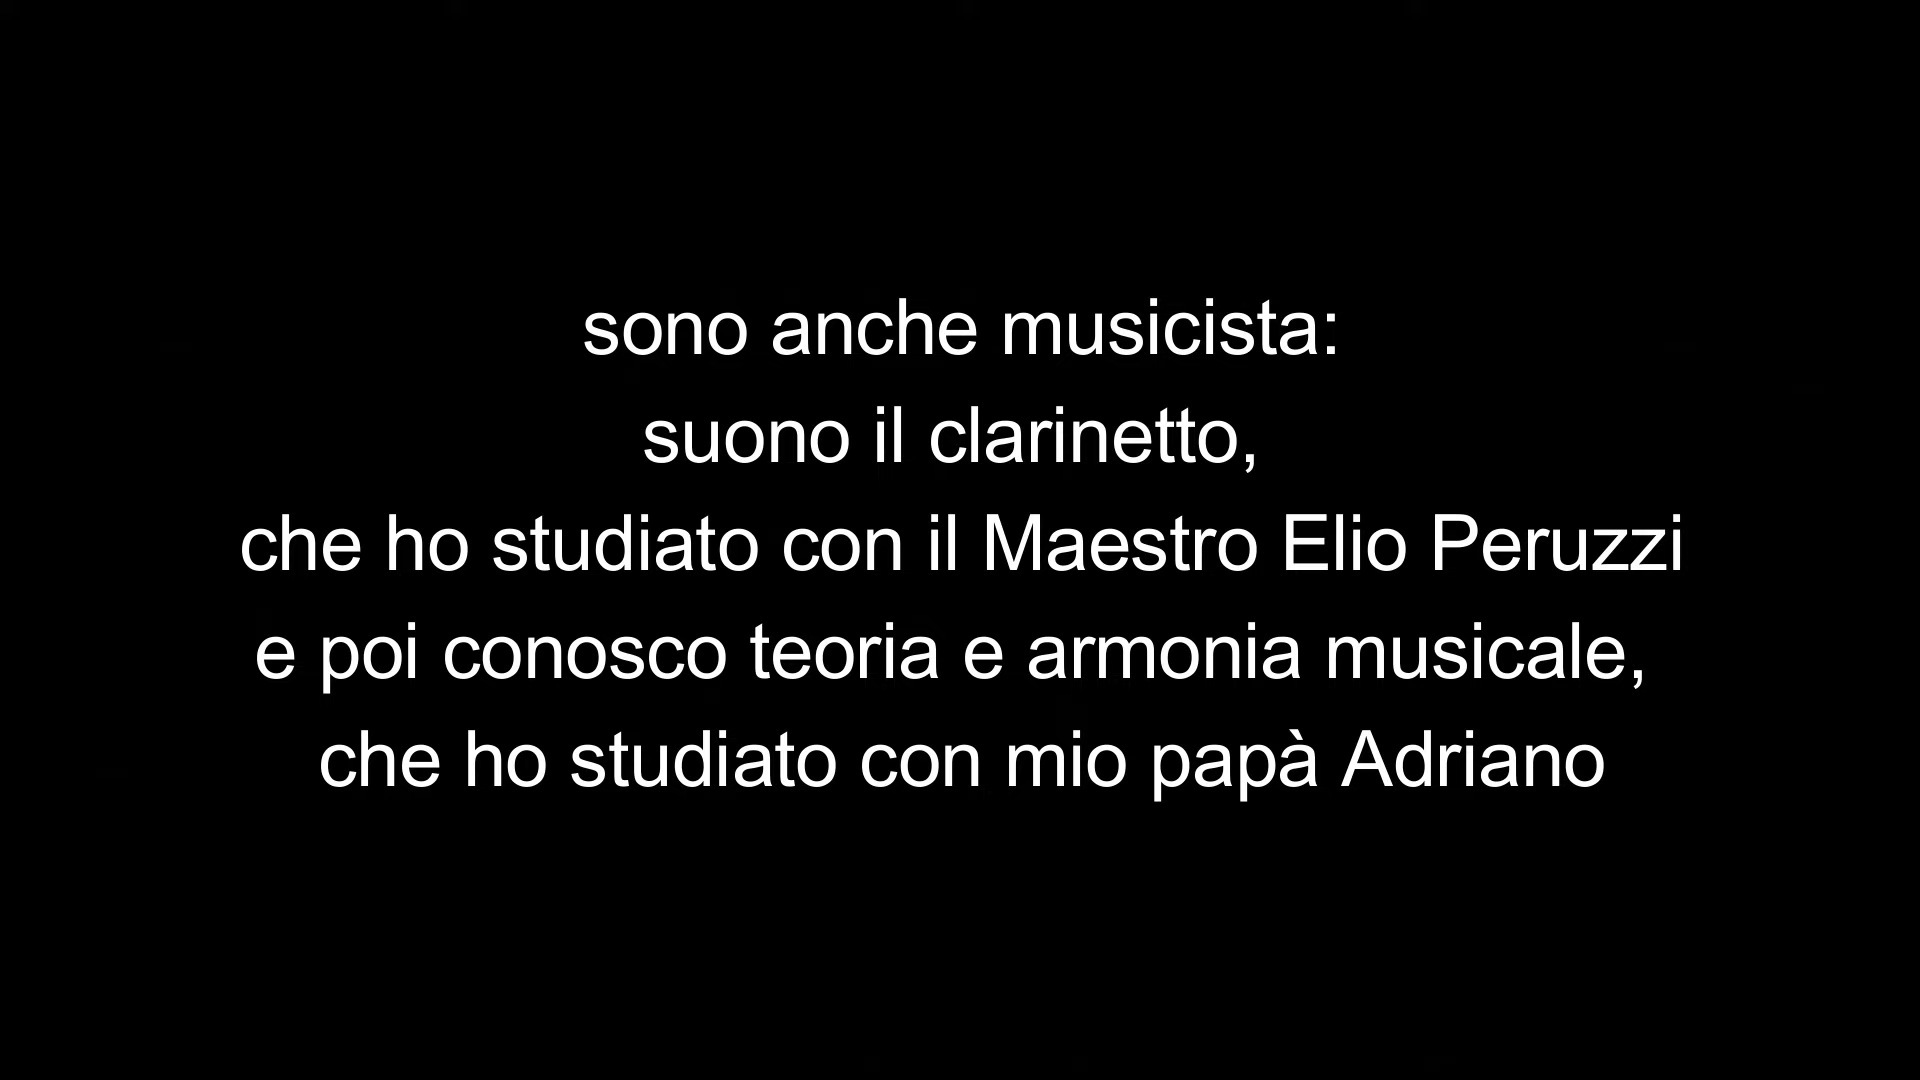 sono anche musicista:
suono il clarinetto,
che ho studiato con il Maestro Elio Peruzzi
e poi conosco teoria e armonia musicale,
che ho studiato con mio papà Adriano